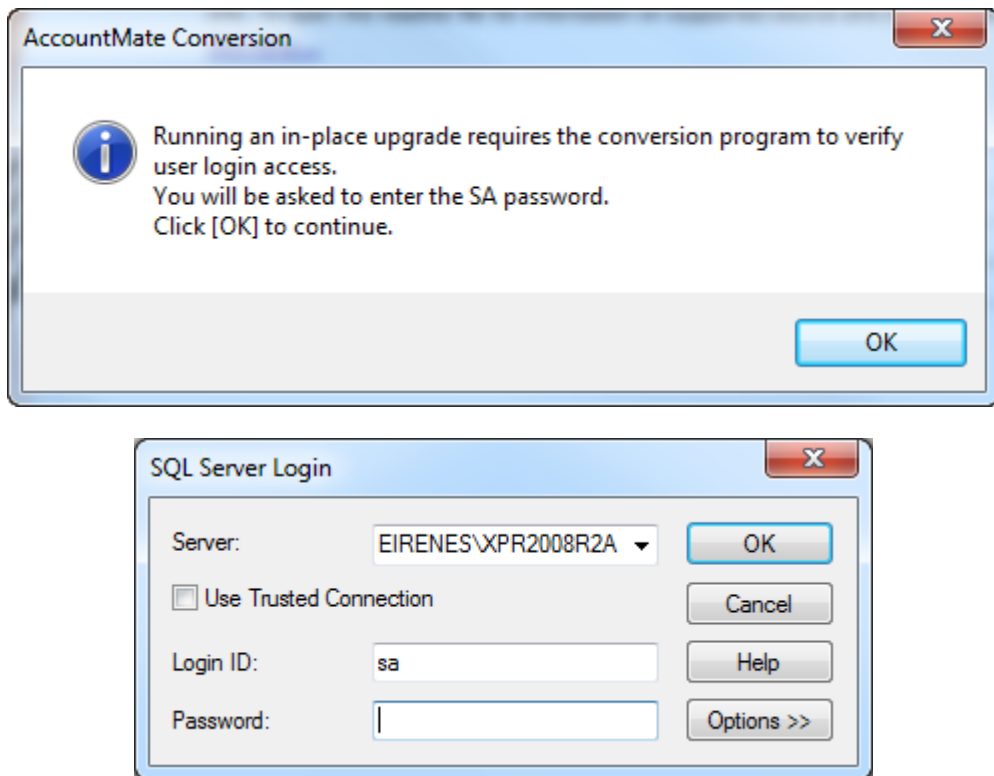 AccountMate Conversion
Running an in-place upgrade requires the conversion program to verify
user login access.
You will be asked to enter the SA password.
Click [OK] to continue.
OK
SQL Server Login
Server: EIRENES\XPR2008R2A OK
Use Trusted Connection Cancel
Login ID: sa Help
Password: Options >>